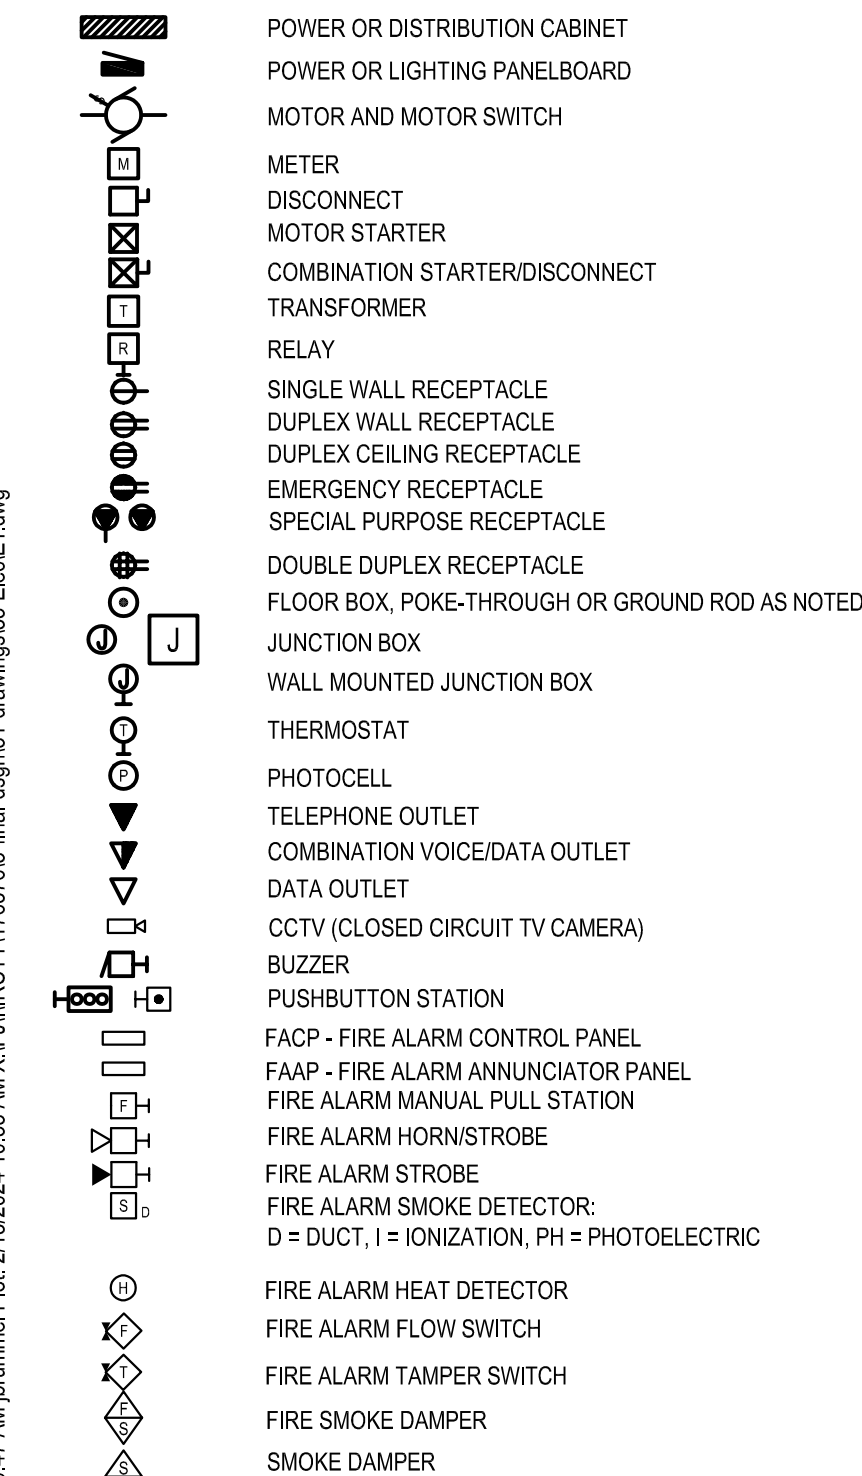 POWER OR DISTRIBUTION CABINET
POWER OR LIGHTING PANELBOARD
MOTOR AND MOTOR SWITCH
M METER
DISCONNECT
MOTOR STARTER
COMBINATION STARTER/DISCONNECT
T TRANSFORMER
R RELAY
SINGLE WALL RECEPTACLE
DUPLEX WALL RECEPTACLE
DUPLEX CEILING RECEPTACLE
EMERGENCY RECEPTACLE
SPECIAL PURPOSE RECEPTACLE
DOUBLE DUPLEX RECEPTACLE
FLOOR BOX, POKE-THROUGH OR GROUND ROD AS NOTED
J J JUNCTION BOX
J WALL MOUNTED JUNCTION BOX
T THERMOSTAT
P PHOTOCELL
TELEPHONE OUTLET
COMBINATION VOICE/DATA OUTLET
DATA OUTLET
CCTV (CLOSED CIRCUIT TV CAMERA)
BUZZER
PUSHBUTTON STATION
FACP - FIRE ALARM CONTROL PANEL
FAAP - FIRE ALARM ANNUNCIATOR PANEL
F FIRE ALARM MANUAL PULL STATION
FIRE ALARM HORN/STROBE
FIRE ALARM STROBE
S D FIRE ALARM SMOKE DETECTOR:
D = DUCT, I = IONIZATION, PH = PHOTOELECTRIC
H FIRE ALARM HEAT DETECTOR
F FIRE ALARM FLOW SWITCH
T FIRE ALARM TAMPER SWITCH
F S FIRE SMOKE DAMPER
S SMOKE DAMPER